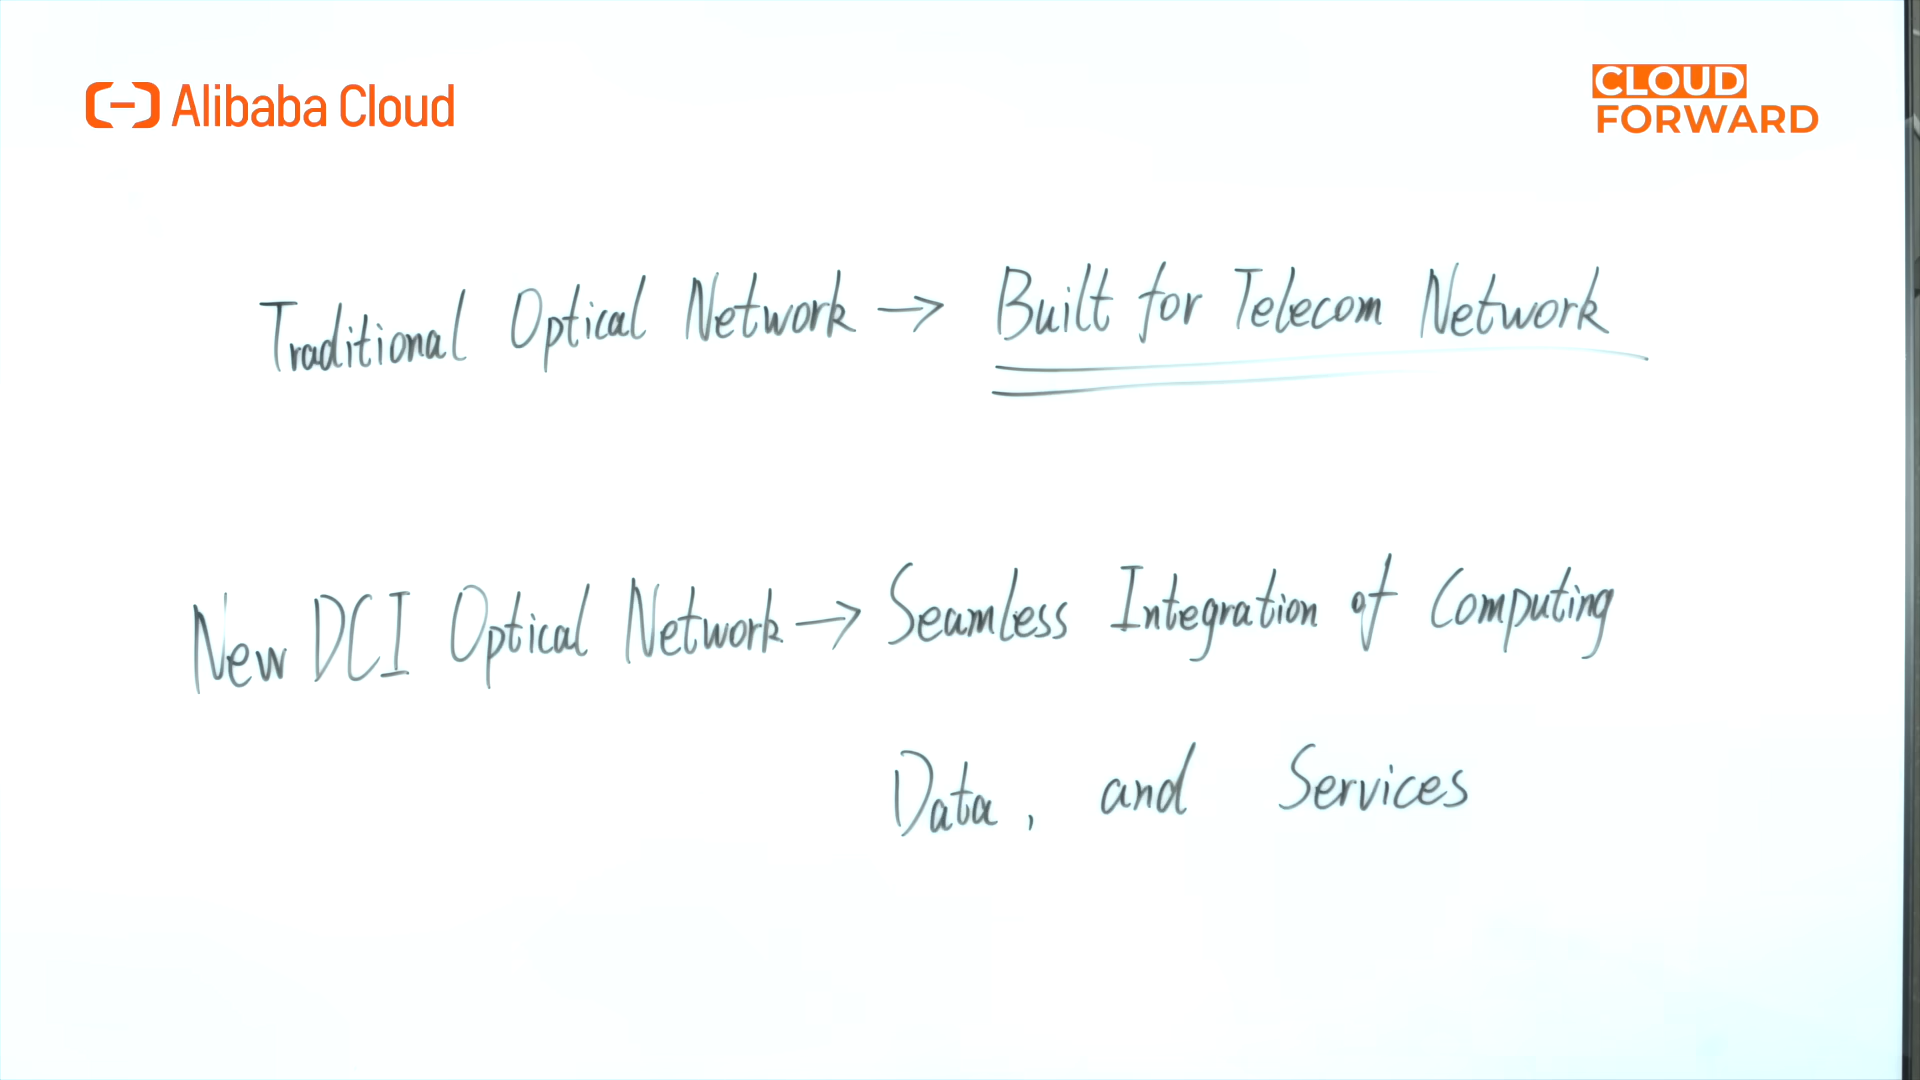 Alibaba Cloud
CLOUD
FORWARD
Traditional Optical Network → Built for Telecom Network
New DCI Optical Network → Seamless Integration of Computing
Data, and Services